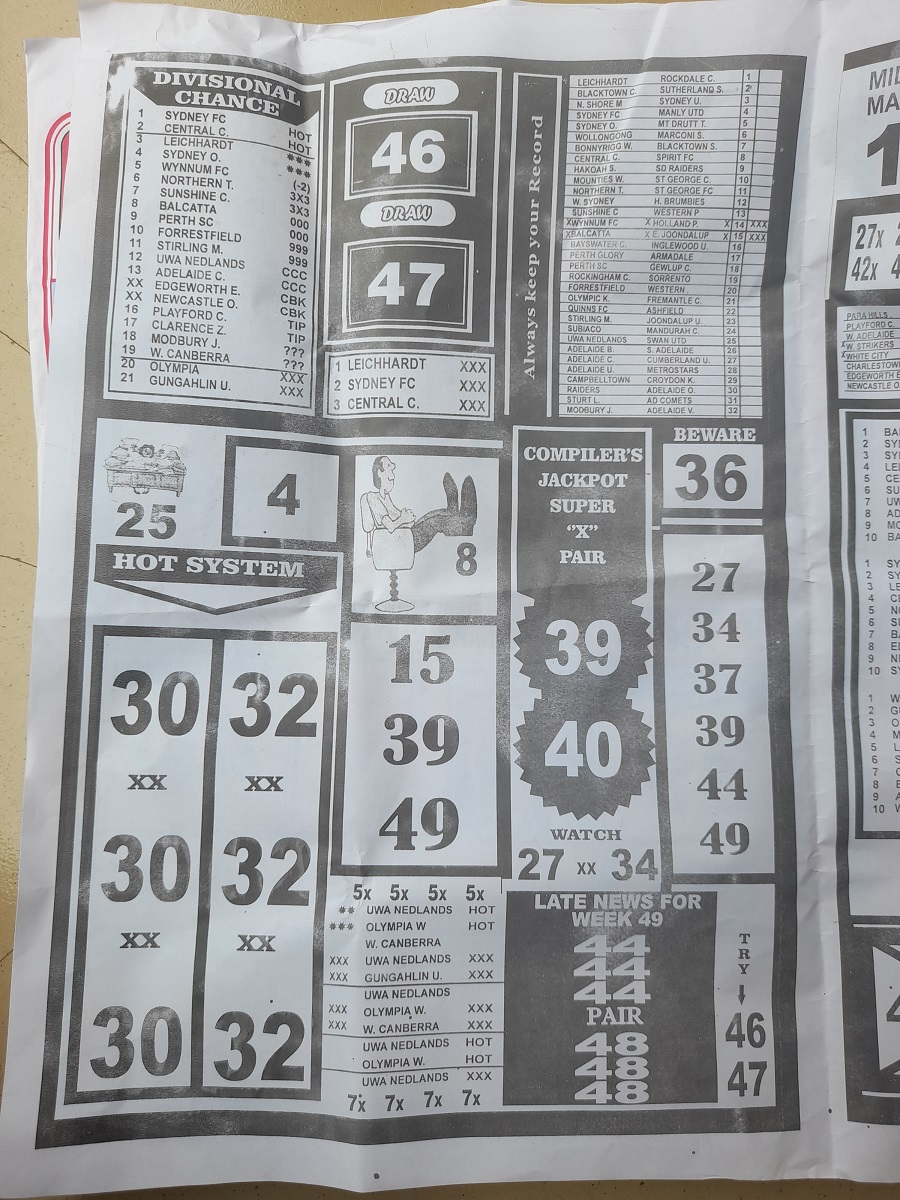 DIVISIONAL
CHANCE
1 SYDNEY FC HOT
2 CENTRAL C. HOT
3 LEICHHARDT ***
4 SYDNEY O. ***
5 WYNNUM FC (-2)
6 NORTHERN T. 3X3
7 SUNSHINE C. 3X3
8 BALCATTA 000
9 PERTH SC 000
10 FORRESTFIELD 999
11 STIRLING M. 999
12 UWA NEDLANDS CCC
13 ADELAIDE C. CCC
XX EDGEWORTH E. CBK
XX NEWCASTLE O. CBK
16 PLAYFORD C. TIP
17 CLARENCE Z. TIP
18 MODBURY J. ???
19 W. CANBERRA ???
20 OLYMPIA XXX
21 GUNGAHLIN U. XXX
DRAW
46
DRAW
47
1 LEICHHARDT XXX
2 SYDNEY FC XXX
3 CENTRAL C. XXX
Always keep your Record
LEICHHARDT ROCKDALE C. 1
BLACKTOWN C. SUTHERLAND S. 2
N. SHORE M SYDNEY U. 3
SYDNEY FC MANLY UTD 4
SYDNEY O. MT DRUTT T. 5
WOLLONGONG MARCONI S. 6
BONNYRIGG W. BLACKTOWN S. 7
CENTRAL C. SPIRIT FC 8
HAKOAH S. SD RAIDERS 9
MOUNTIES W. ST GEORGE C. 10
NORTHERN T. ST GEORGE FC 11
W. SYDNEY H. BRUMBIES 12
SUNSHINE C WESTERN P. 13
XWYNNUM FC X HOLLAND P. X 14 XXX
XBALCATTA X E. JOONDALUP X 15 XXX
BAYSWATER C. INGLEWOOD U. 16
PERTH GLORY ARMADALE 17
PERTH SC GEWLUP C. 18
ROCKINGHAM C. SORRENTO 19
FORRESTFIELD WESTERN 20
OLYMPIC K. FREMANTLE C. 21
QUINNS FC ASHFIELD 22
STIRLING M. JOONDALUP U. 23
SUBIACO MANDURAH C. 24
UWA NEDLANDS SWAN UTD 25
ADELAIDE B. S. ADELAIDE 26
ADELAIDE C. CUMBERLAND U. 27
ADELAIDE U. METROSTARS 28
CAMPBELLTOWN CROYDON K. 29
RAIDERS ADELAIDE O. 30
STURT L. AD COMETS 31
MODBURY J. ADELAIDE V. 32
25
4
8
HOT SYSTEM
30 32
XX XX
30 32
XX XX
30 32
15
39
49
5x 5x 5x 5x
** UWA NEDLANDS HOT
*** OLYMPIA W HOT
W. CANBERRA
XXX UWA NEDLANDS XXX
XXX GUNGAHLIN U. XXX
UWA NEDLANDS
XXX OLYMPIA W. XXX
XXX W. CANBERRA XXX
UWA NEDLANDS HOT
OLYMPIA W. HOT
UWA NEDLANDS XXX
7x 7x 7x 7x
COMPILER'S
JACKPOT
SUPER
"X"
PAIR
39
40
WATCH
27 XX 34
BEWARE
36
27
34
37
39
44
49
LATE NEWS FOR
WEEK 49
44
44
44
PAIR
48
48
48
TRY
46
47
27x
42x
PARA HILLS
PLAYFORD C.
W. ADELAIDE
XW. STRIKERS
XWHITE CITY
EDGEWORTH
NEWCASTLE O.